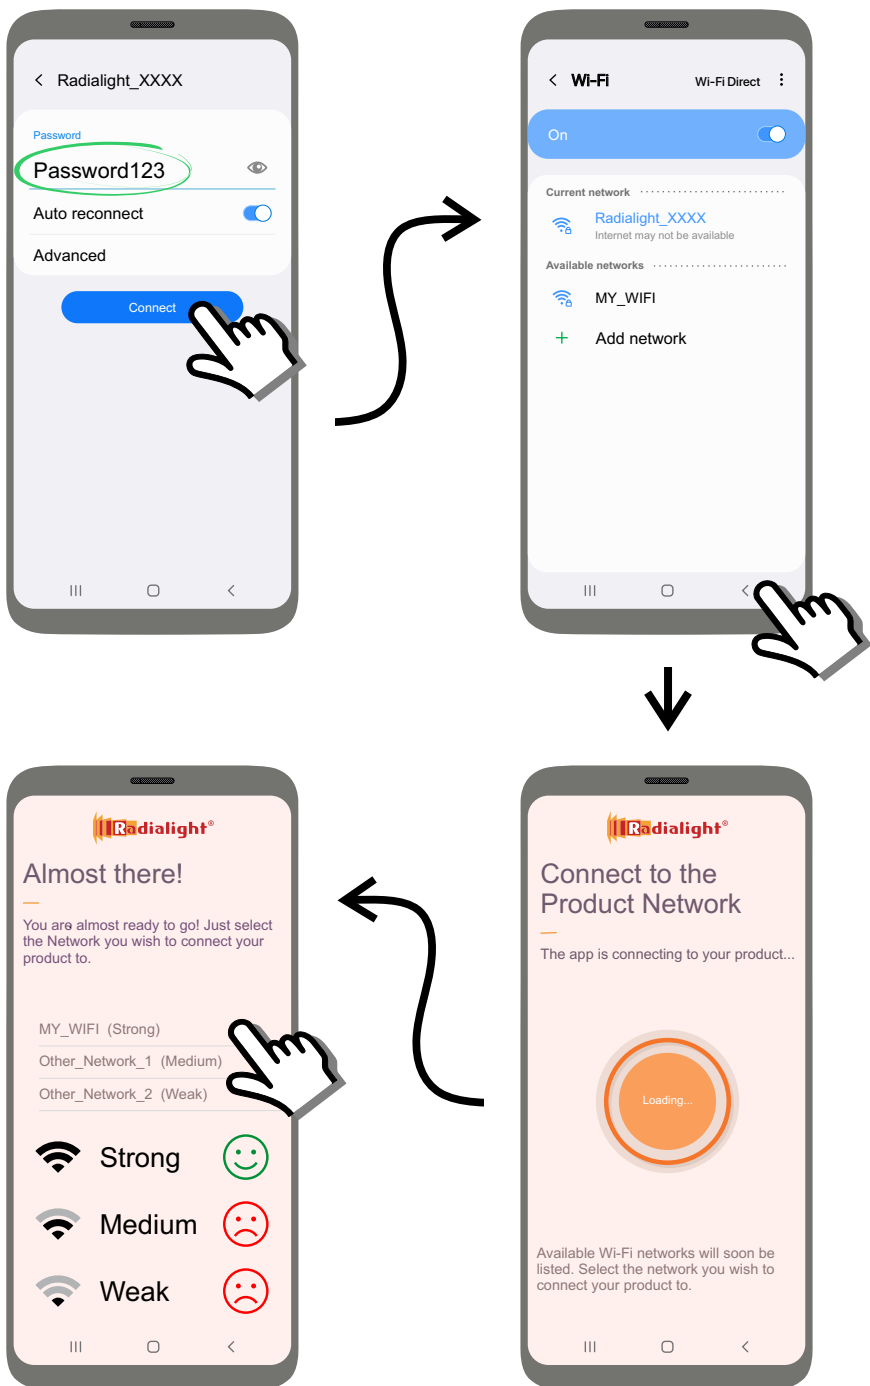 Radialight_XXXX
Password
Password123
Auto reconnect
Advanced
Connect
Wi-Fi
Wi-Fi Direct
On
Current network
Radialight_XXXX
Internet may not be available
Available networks
MY_WIFI
Add network
Radialight®
Connect to the
Product Network
The app is connecting to your product...
Loading...
Available Wi-Fi networks will soon be
listed. Select the network you wish to
connect your product to.
Radialight®
Almost there!
You are almost ready to go! Just select
the Network you wish to connect your
product to.
MY_WIFI (Strong)
Other_Network_1 (Medium)
Other_Network_2 (Weak)
Strong
Medium
Weak